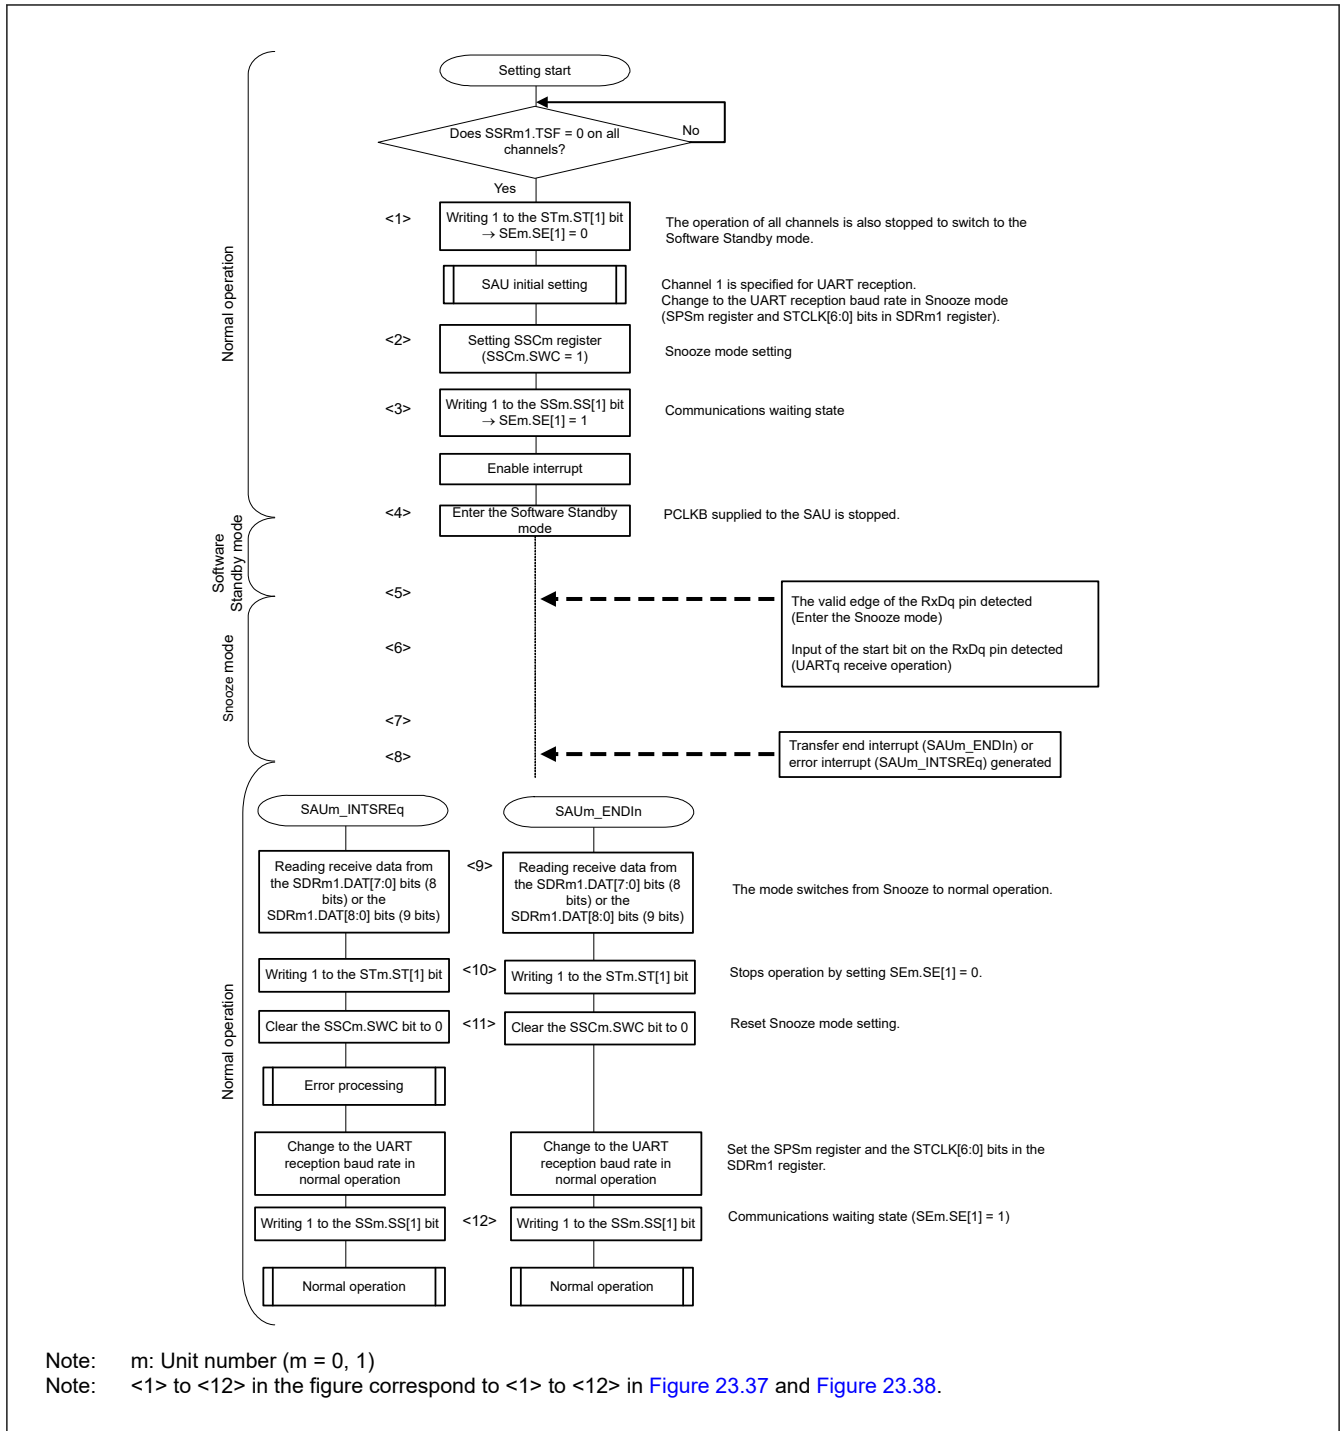 Setting start
Does SSRm1.TSF = 0 on all
channels?
No
Yes
Normal operation
<1>
Writing 1 to the STm.ST[1] bit
→ SEm.SE[1] = 0
The operation of all channels is also stopped to switch to the
Software Standby mode.
SAU initial setting
Channel 1 is specified for UART reception.
Change to the UART reception baud rate in Snooze mode
(SPSm register and STCLK[6:0] bits in SDRm1 register).
<2>
Setting SSCm register
(SSCm.SWC = 1)
Snooze mode setting
<3>
Writing 1 to the SSm.SS[1] bit
→ SEm.SE[1] = 1
Communications waiting state
Enable interrupt
<4>
Enter the Software Standby
mode
PCLKB supplied to the SAU is stopped.
Software
Standby mode
<5>
The valid edge of the RxDq pin detected
(Enter the Snooze mode)
Input of the start bit on the RxDq pin detected
(UARTq receive operation)
Snooze mode
<6>
<7>
<8>
Transfer end interrupt (SAUm_ENDIn) or
error interrupt (SAUm_INTSREq) generated
SAUm_INTSREq
SAUm_ENDIn
Reading receive data from
the SDRm1.DAT[7:0] bits (8
bits) or the
SDRm1.DAT[8:0] bits (9 bits)
<9>
Reading receive data from
the SDRm1.DAT[7:0] bits (8
bits) or the
SDRm1.DAT[8:0] bits (9 bits)
The mode switches from Snooze to normal operation.
Normal operation
Writing 1 to the STm.ST[1] bit
<10>
Writing 1 to the STm.ST[1] bit
Stops operation by setting SEm.SE[1] = 0.
Clear the SSCm.SWC bit to 0
<11>
Clear the SSCm.SWC bit to 0
Reset Snooze mode setting.
Error processing
Change to the UART
reception baud rate in
normal operation
Change to the UART
reception baud rate in
normal operation
Set the SPSm register and the STCLK[6:0] bits in the
SDRm1 register.
Writing 1 to the SSm.SS[1] bit
<12>
Writing 1 to the SSm.SS[1] bit
Communications waiting state (SEm.SE[1] = 1)
Normal operation
Normal operation
Note: m: Unit number (m = 0, 1)
Note: <1> to <12> in the figure correspond to <1> to <12> in Figure 23.37 and Figure 23.38.